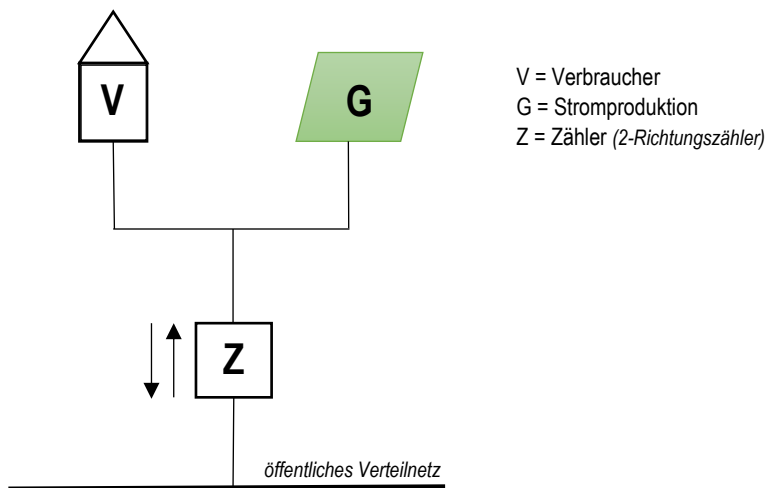 V
G
V = Verbraucher
G = Stromproduktion
Z = Zähler (2-Richtungszähler)
Z
öffentliches Verteilnetz